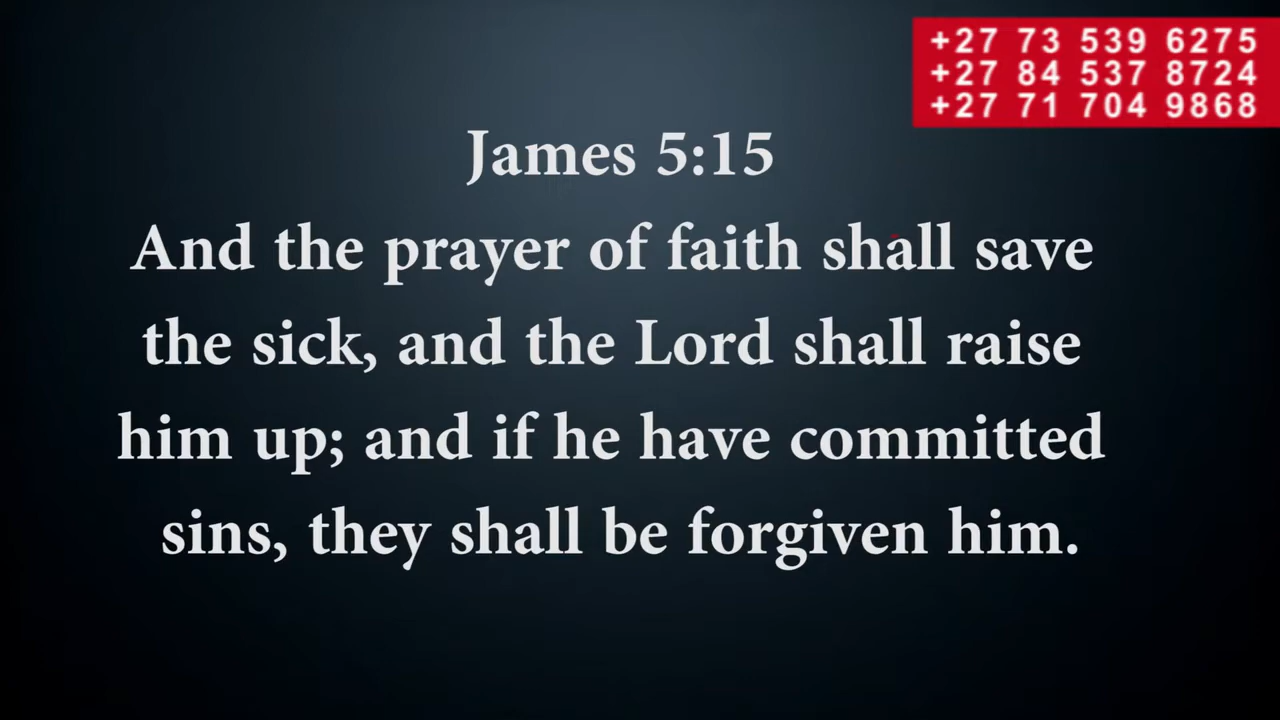 +27 73 539 6275
+27 84 537 8724
+27 71 704 9868
James 5:15
And the prayer of faith shall save
the sick, and the Lord shall raise
him up; and if he have committed
sins, they shall be forgiven him.